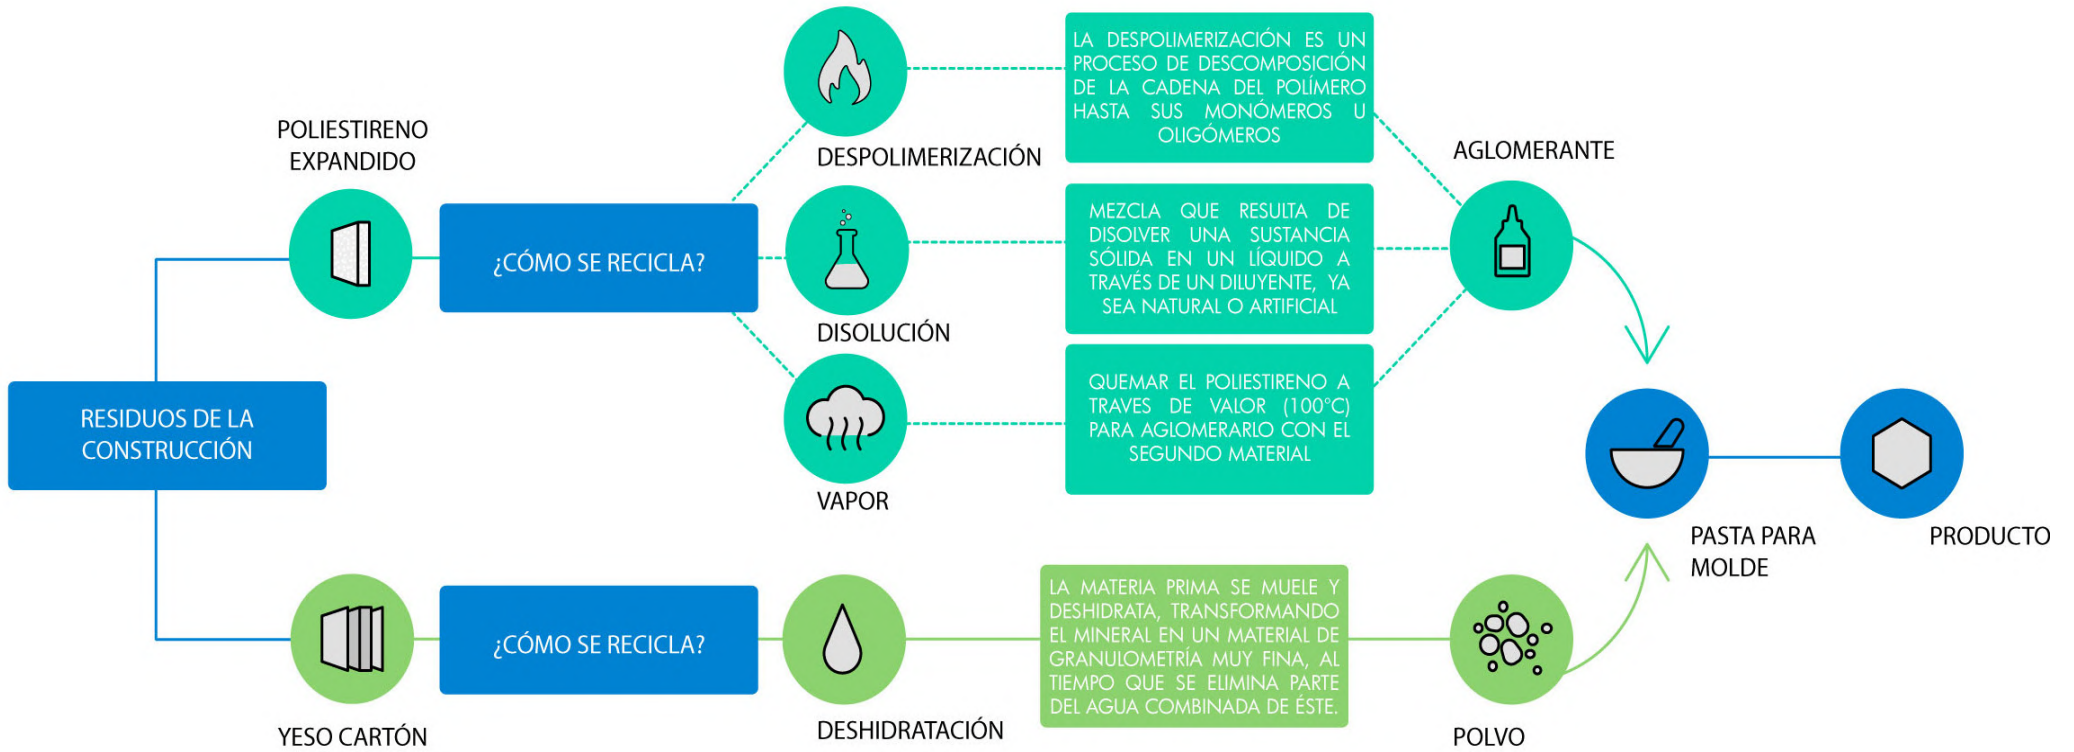 RESIDUOS DE LA
CONSTRUCCIÓN
POLIESTIRENO
EXPANDIDO
¿CÓMO SE RECICLA?
DESPOLIMERIZACIÓN
LA DESPOLIMERIZACIÓN ES UN
PROCESO DE DESCOMPOSICIÓN
DE LA CADENA DEL POLÍMERO
HASTA SUS MONÓMEROS U
OLIGÓMEROS
DISOLUCIÓN
MEZCLA QUE RESULTA DE
DISOLVER UNA SUSTANCIA
SÓLIDA EN UN LÍQUIDO A
TRAVÉS DE UN DILUYENTE, YA
SEA NATURAL O ARTIFICIAL
VAPOR
QUEMAR EL POLIESTIRENO A
TRAVES DE VALOR (100°C)
PARA AGLOMERARLO CON EL
SEGUNDO MATERIAL
AGLOMERANTE
YESO CARTÓN
¿CÓMO SE RECICLA?
DESHIDRATACIÓN
LA MATERIA PRIMA SE MUELE Y
DESHIDRATA, TRANSFORMANDO
EL MINERAL EN UN MATERIAL DE
GRANULOMETRÍA MUY FINA, AL
TIEMPO QUE SE ELIMINA PARTE
DEL AGUA COMBINADA DE ÉSTE.
POLVO
PASTA PARA
MOLDE
PRODUCTO